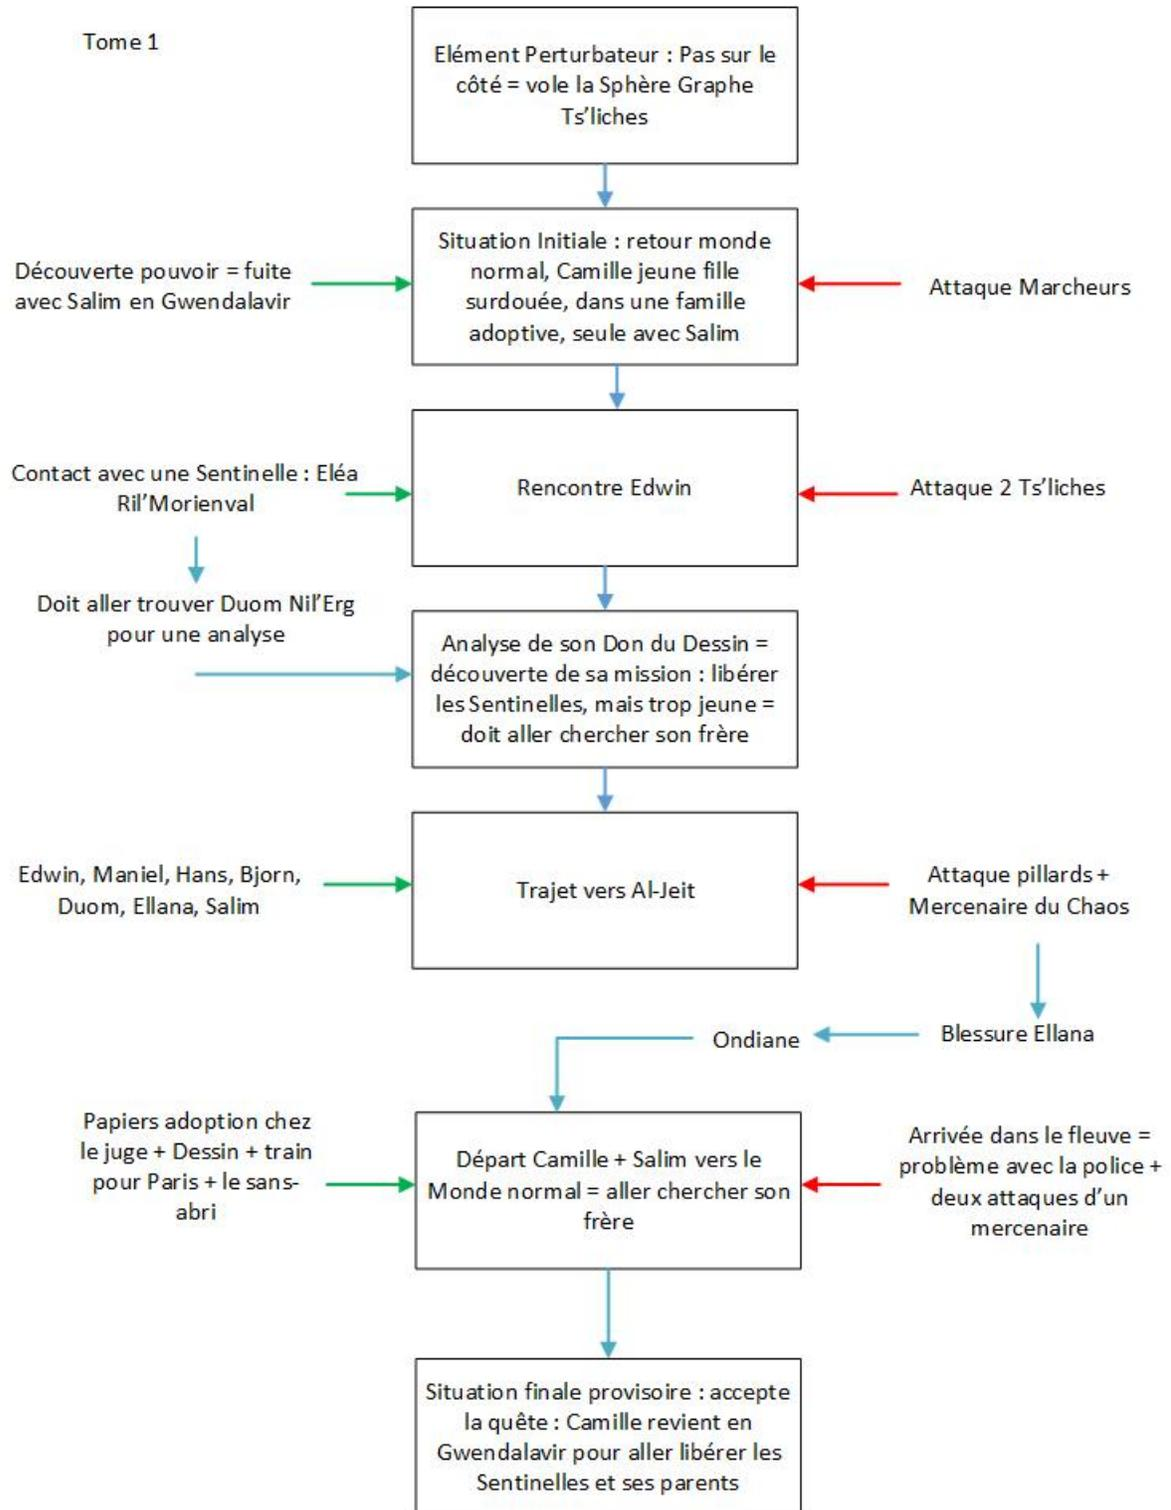 Tome 1
Elément Perturbateur : Pas sur le
côté = vole la Sphère Graphe
Ts’liches
Découverte pouvoir = fuite
avec Salim en Gwendalavir
Situation Initiale : retour monde
normal, Camille jeune fille
surdouée, dans une famille
adoptive, seule avec Salim
Attaque Marcheurs
Contact avec une Sentinelle : Eléa
Ril’Morienval
Rencontre Edwin
Attaque 2 Ts’liches
Doit aller trouver Duom Nil’Erg
pour une analyse
Analyse de son Don du Dessin =
découverte de sa mission : libérer
les Sentinelles, mais trop jeune =
doit aller chercher son frère
Edwin, Maniel, Hans, Bjorn,
Duom, Ellana, Salim
Trajet vers Al-Jeit
Attaque pillards +
Mercenaire du Chaos
Blessure Ellana
Ondiane
Papiers adoption chez
le juge + Dessin + train
pour Paris + le sans-
abri
Départ Camille + Salim vers le
Monde normal = aller chercher son
frère
Arrivée dans le fleuve =
problème avec la police +
deux attaques d’un
mercenaire
Situation finale provisoire : accepte
la quête : Camille revient en
Gwendalavir pour aller libérer les
Sentinelles et ses parents